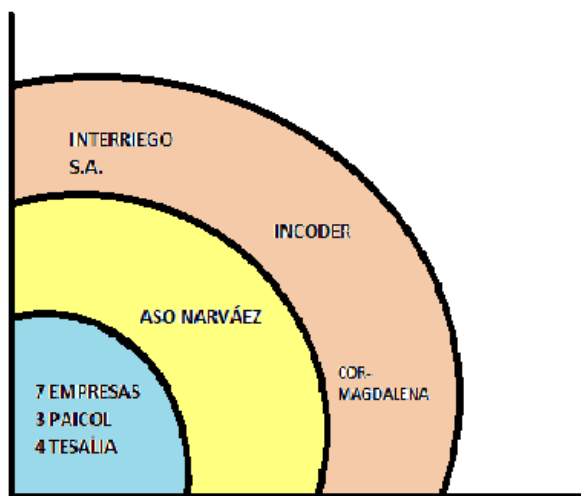 INTERRIEGO
S.A.
INCODER
ASO NARVÁEZ
COR-
MAGDALENA
7 EMPRESAS
3 PAICOL
4 TESALIA